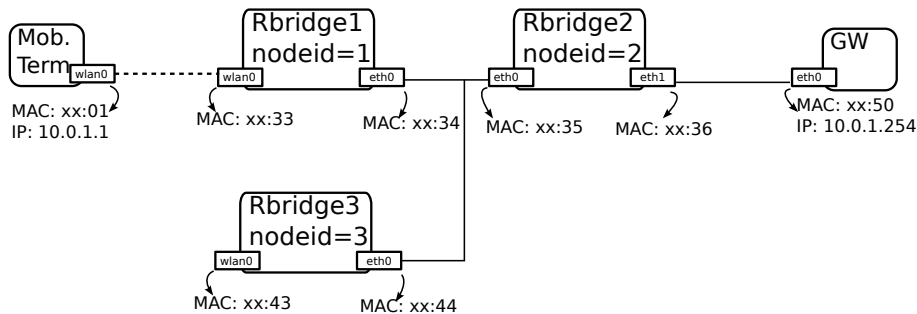 Mob.
Term
wlan0
MAC: xx:01
IP: 10.0.1.1
Rbridge1
nodeid=1
wlan0
eth0
MAC: xx:33
MAC: xx:34
Rbridge2
nodeid=2
eth0
eth1
MAC: xx:35
MAC: xx:36
GW
eth0
MAC: xx:50
IP: 10.0.1.254
Rbridge3
nodeid=3
wlan0
eth0
MAC: xx:43
MAC: xx:44